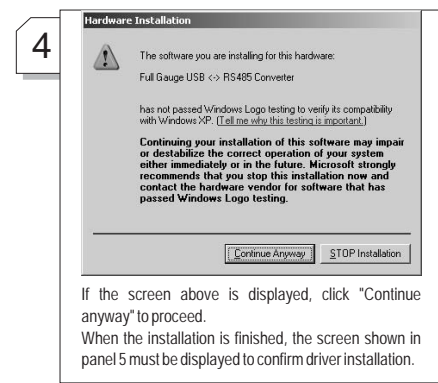 Hardware Installation
4
The software you are installing for this hardware:
Full Gauge USB <-> RS485 Converter
has not passed Windows Logo testing to verify its compatibility
with Windows XP. (Tell me why this testing is important.)
Continuing your installation of this software may impair
or destabilize the correct operation of your system
either immediately or in the future. Microsoft strongly
recommends that you stop this installation now and
contact the hardware vendor for software that has
passed Windows Logo testing.
Continue Anyway
STOP Installation
If the screen above is displayed, click "Continue
anyway" to proceed.
When the installation is finished, the screen shown in
panel 5 must be displayed to confirm driver installation.